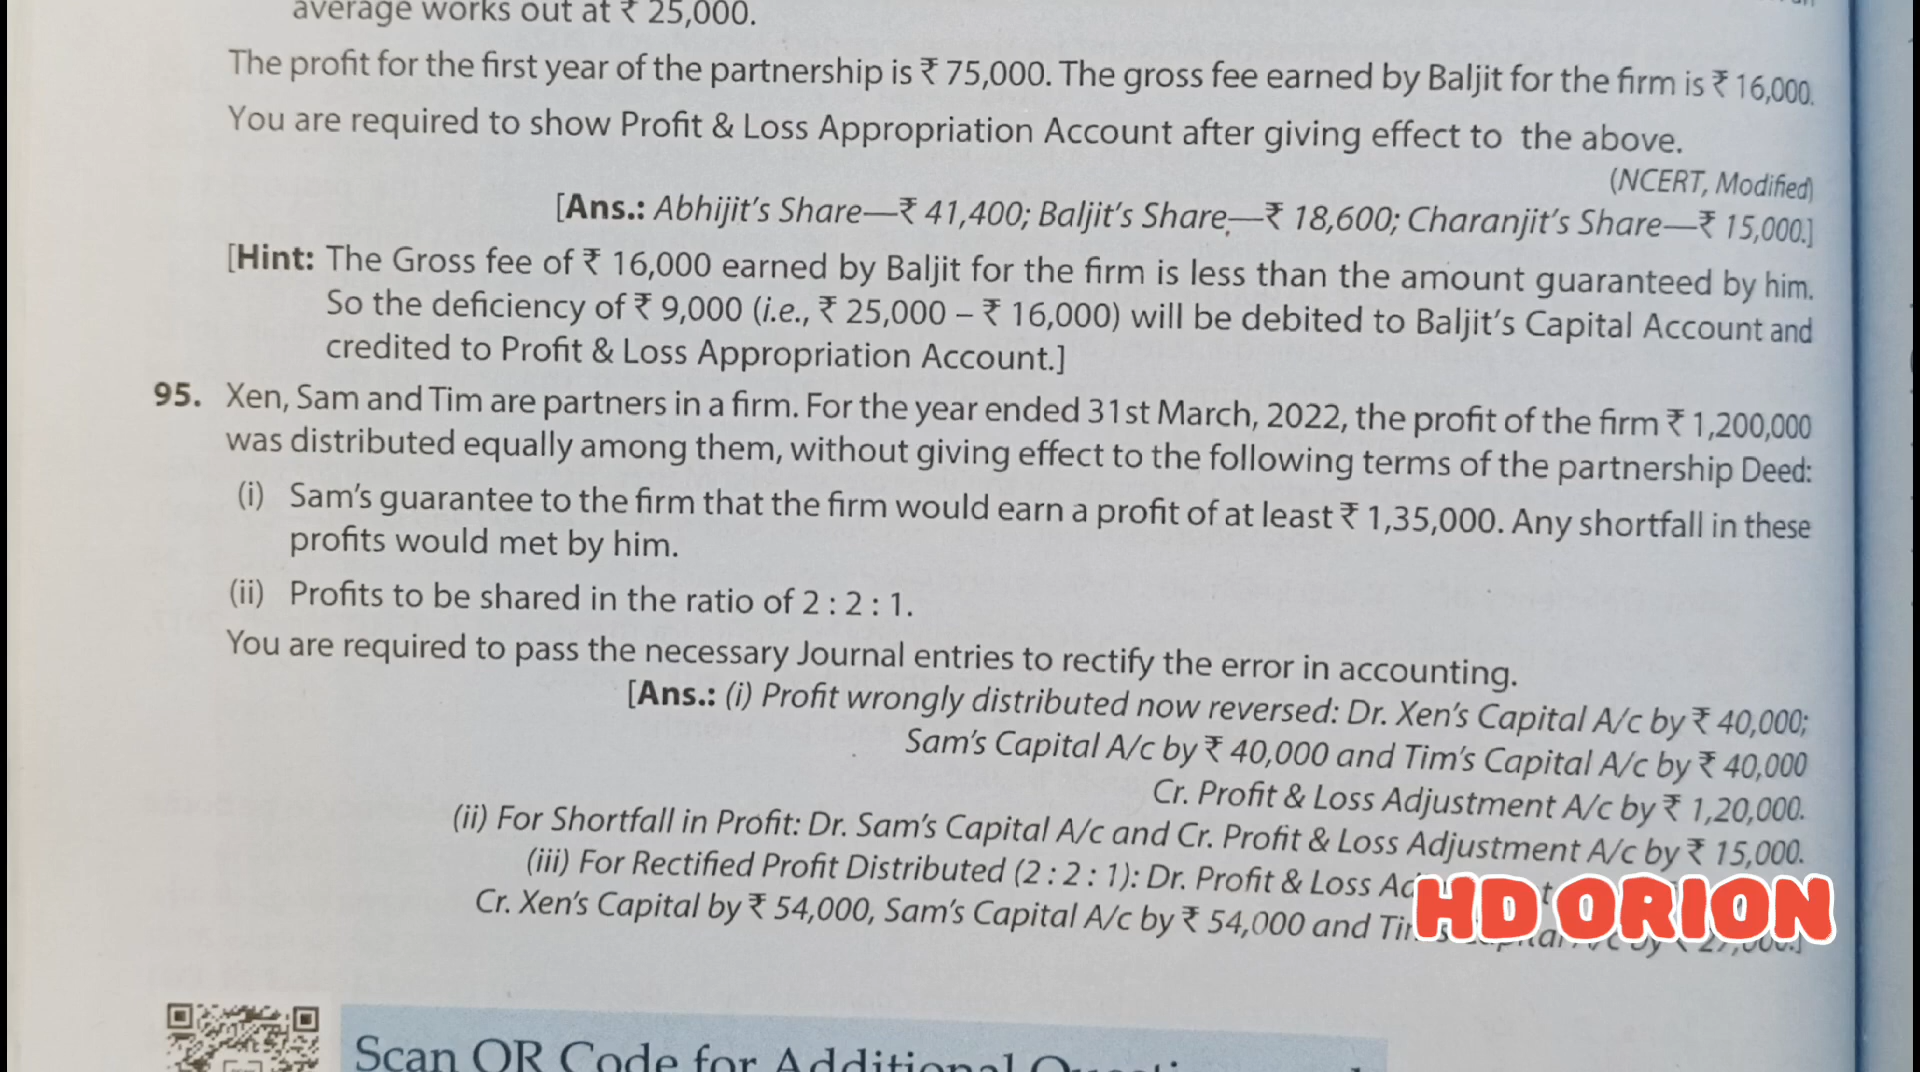 average works out at ₹ 25,000.
The profit for the first year of the partnership is ₹ 75,000. The gross fee earned by Baljit for the firm is ₹ 16,000.
You are required to show Profit & Loss Appropriation Account after giving effect to the above.
(NCERT, Modified)
[Ans.: Abhijit's Share—₹ 41,400; Baljit's Share—₹ 18,600; Charanjit's Share—₹ 15,000.]
[Hint: The Gross fee of ₹ 16,000 earned by Baljit for the firm is less than the amount guaranteed by him.
So the deficiency of ₹ 9,000 (i.e., ₹ 25,000 – ₹ 16,000) will be debited to Baljit's Capital Account and
credited to Profit & Loss Appropriation Account.]
95. Xen, Sam and Tim are partners in a firm. For the year ended 31st March, 2022, the profit of the firm ₹ 1,200,000
was distributed equally among them, without giving effect to the following terms of the partnership Deed:
(i) Sam's guarantee to the firm that the firm would earn a profit of at least ₹ 1,35,000. Any shortfall in these
profits would met by him.
(ii) Profits to be shared in the ratio of 2 : 2 : 1.
You are required to pass the necessary Journal entries to rectify the error in accounting.
[Ans.: (i) Profit wrongly distributed now reversed: Dr. Xen's Capital A/c by ₹ 40,000;
Sam's Capital A/c by ₹ 40,000 and Tim's Capital A/c by ₹ 40,000
Cr. Profit & Loss Adjustment A/c by ₹ 1,20,000.
(ii) For Shortfall in Profit: Dr. Sam's Capital A/c and Cr. Profit & Loss Adjustment A/c by ₹ 15,000.
(iii) For Rectified Profit Distributed (2 : 2 : 1): Dr. Profit & Loss
Cr. Xen's Capital by ₹ 54,000, Sam's Capital A/c by ₹ 54,000 and
HD ORION
Scan QR Code for Additional